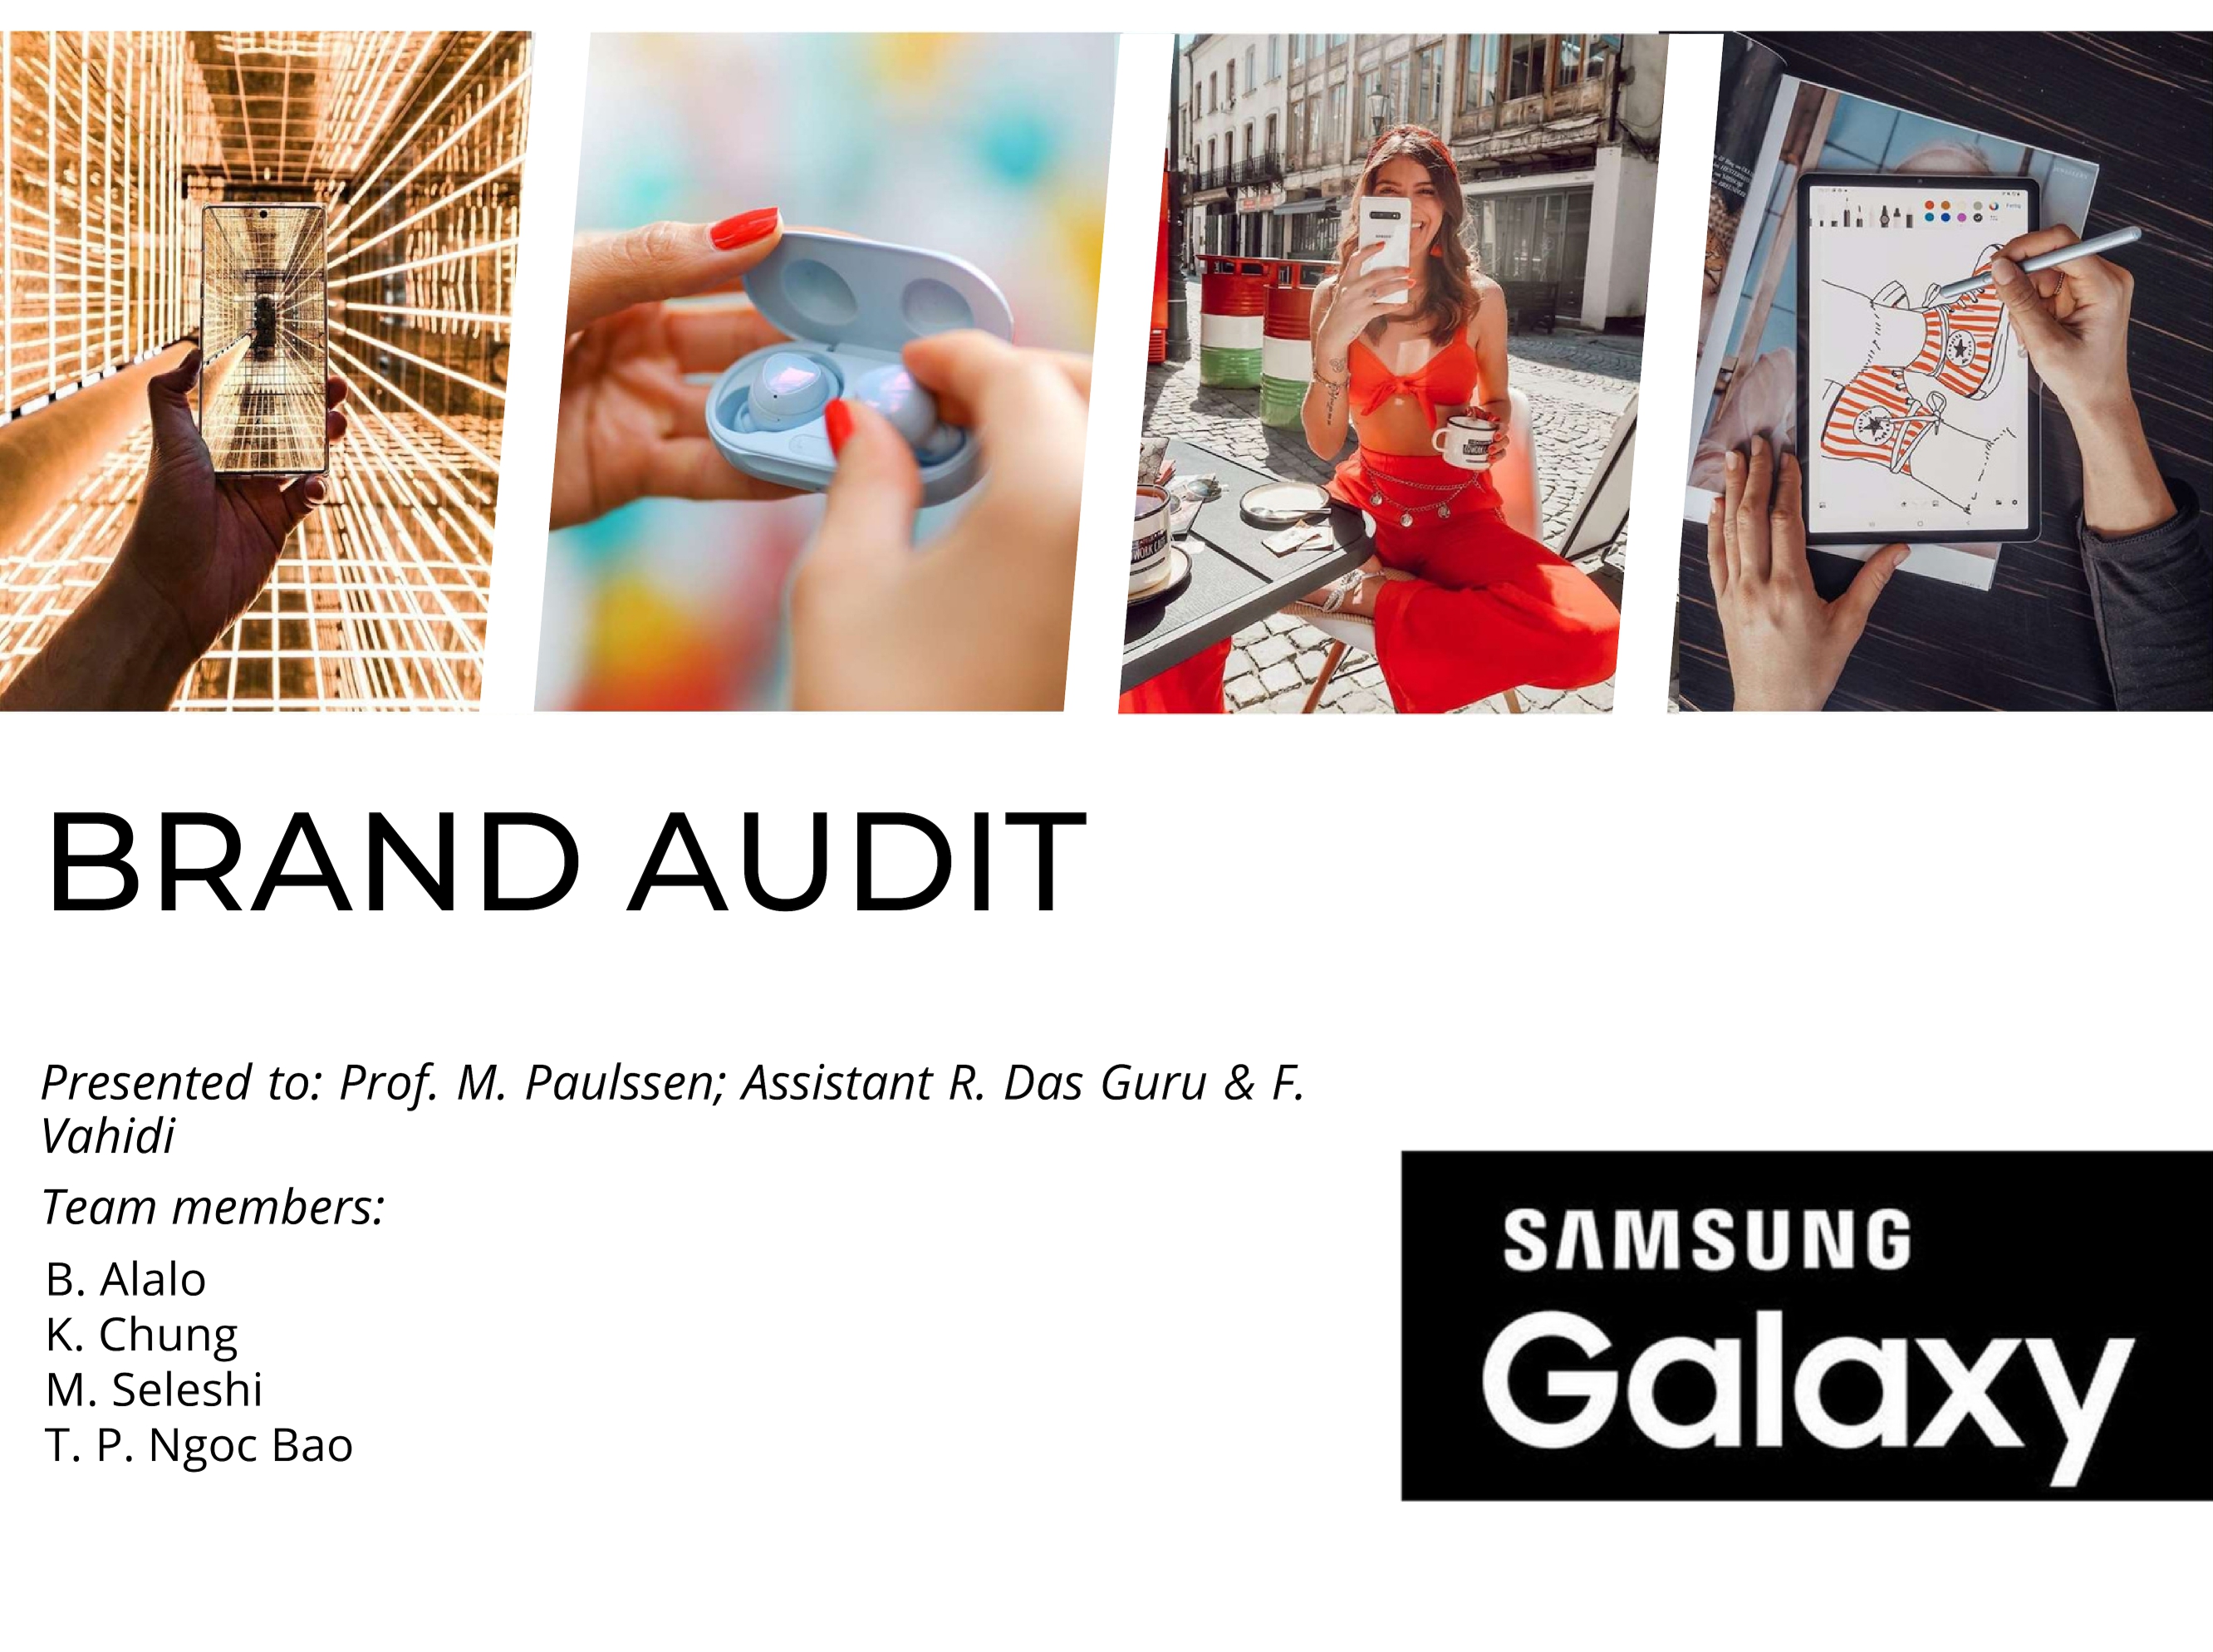 SAMSUNG
BRAND AUDIT
Presented to: Prof. M. Paulssen; Assistant R. Das Guru & F.
Vahidi
Team members:
B. Alalo
K. Chung
M. Seleshi
T. P. Ngoc Bao
SAMSUNG
Galaxy